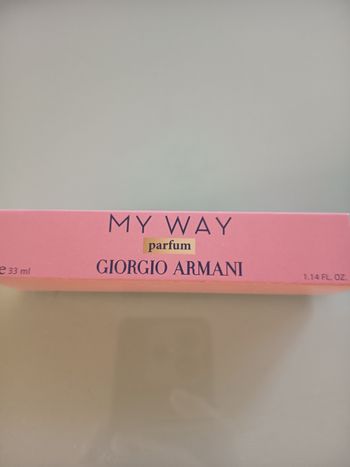 MY WAY
parfum
GIORGIO ARMANI
e 33 ml
1.14 FL. OZ.